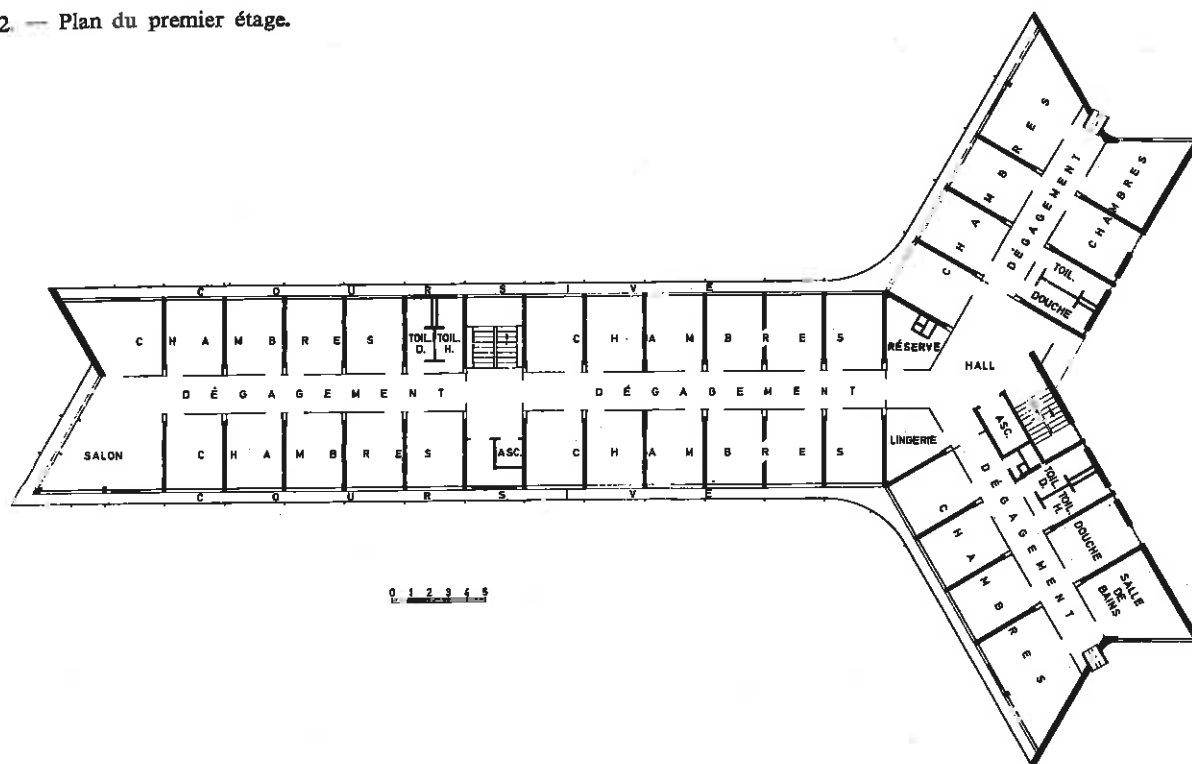 2. — Plan du premier étage.
CHAMBRES
DÉGAGEMENT
CHAMBRES
TOIL.
DOUCHE
COURSIVE
CHAMBRES
TOIL. D.
TOIL. H.
CHAMBRES
RÉSERVE
HALL
DÉGAGEMENT
DÉGAGEMENT
SALON
CHAMBRES
ASC.
CHAMBRES
LINGERIE
ASC.
COURSIVE
TOIL. D.
TOIL. H.
DÉGAGEMENT
DOUCHE
CHAMBRES
SALLE
DE
BAINS
0 1 2 3 4 5